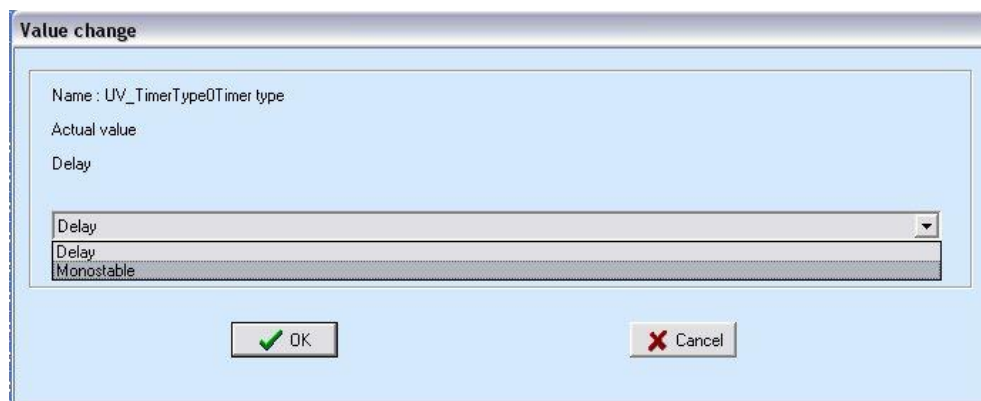 Value change
Name : UV_TimerType0Timer type
Actual value
Delay
Delay
Delay
Monostable
OK
Cancel